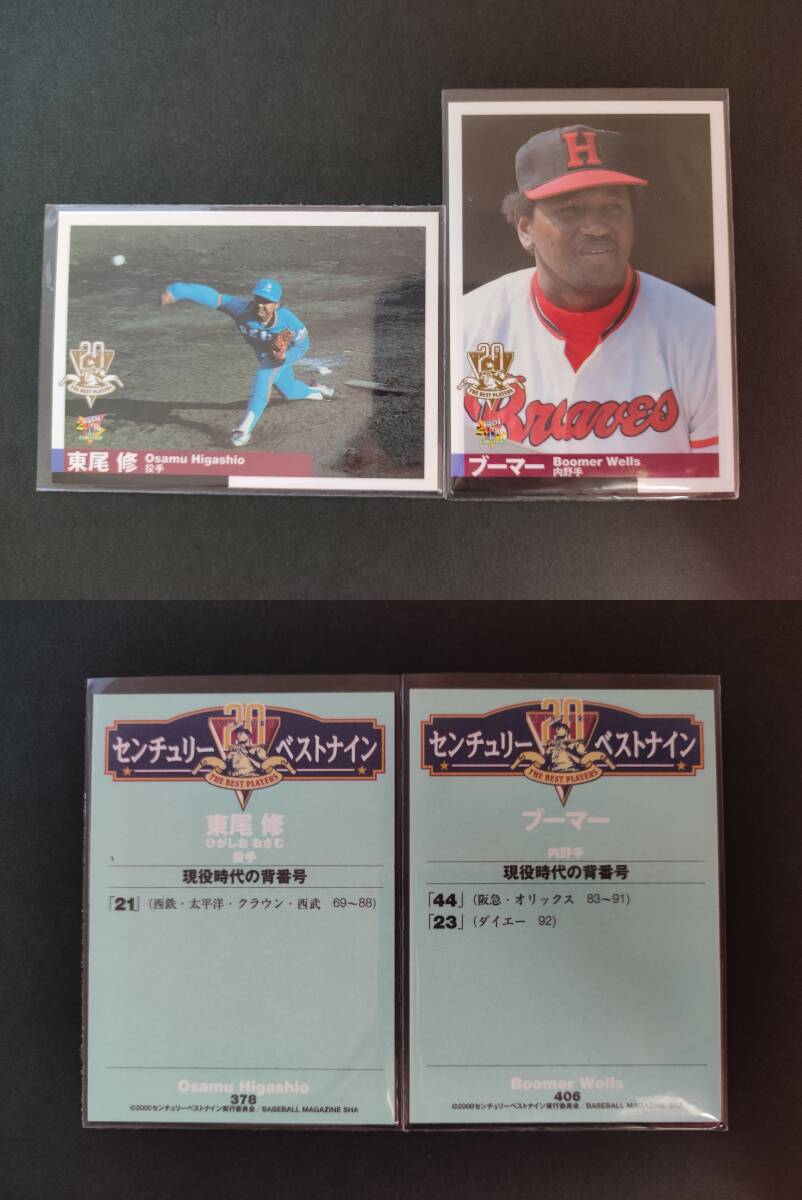 THE BEST PLAYERS
東尾 修 Osamu Higashio
投手
H
Braves
THE BEST PLAYERS
ブーマー Boomer Wells
内野手
20
センチュリー ベストナイン
THE BEST PLAYERS
東尾 修
ひがしお おさむ
投手
現役時代の背番号
「21」(西鉄・太平洋・クラウン・西武 69〜88)
Osamu Higashio
378
©2000センチュリーベストナイン実行委員会/BASEBALL MAGAZINE SHA
20
センチュリー ベストナイン
THE BEST PLAYERS
ブーマー
内野手
現役時代の背番号
「44」(阪急・オリックス 83〜91)
「23」(ダイエー 92)
Boomer Wells
406
©2000センチュリーベストナイン実行委員会/BASEBALL MAGAZINE SHA